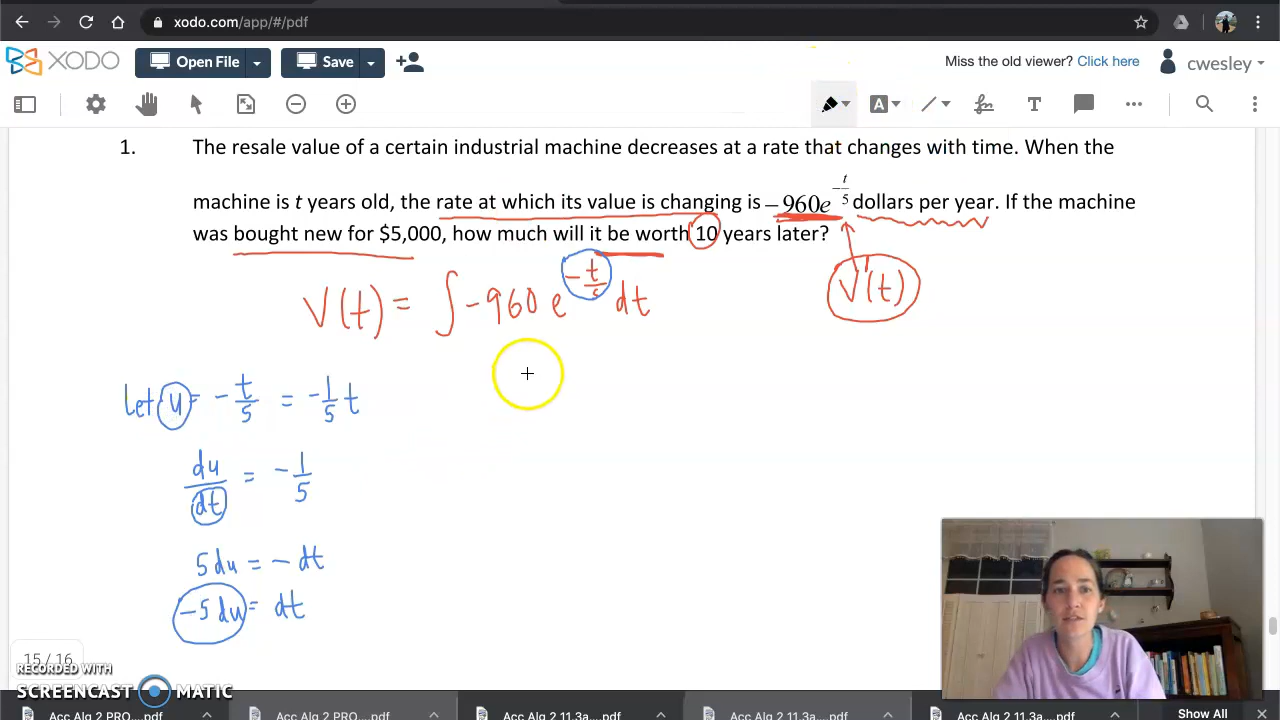 xodo.com/app/#/pdf
XODO Open File Save Miss the old viewer? Click here cwesley
1. The resale value of a certain industrial machine decreases at a rate that changes with time. When the
machine is t years old, the rate at which its value is changing is −960e^{-t/5} dollars per year. If the machine
was bought new for $5,000, how much will it be worth 10 years later?
V'(t)
V(t) = ∫ -960 e^{-t/5} dt
let u = - t/5 = -1/5 t
du/dt = - 1/5
5 du = - dt
-5 du = dt
15 / 16
RECORDED WITH
SCREENCAST MATIC
Acc Alg 2 PRO....pdf Acc Alg 2 PRO....pdf Acc Alg 2 11.3a....pdf Acc Alg 2 11.3a....pdf Acc Alg 2 11.3a....pdf Show All